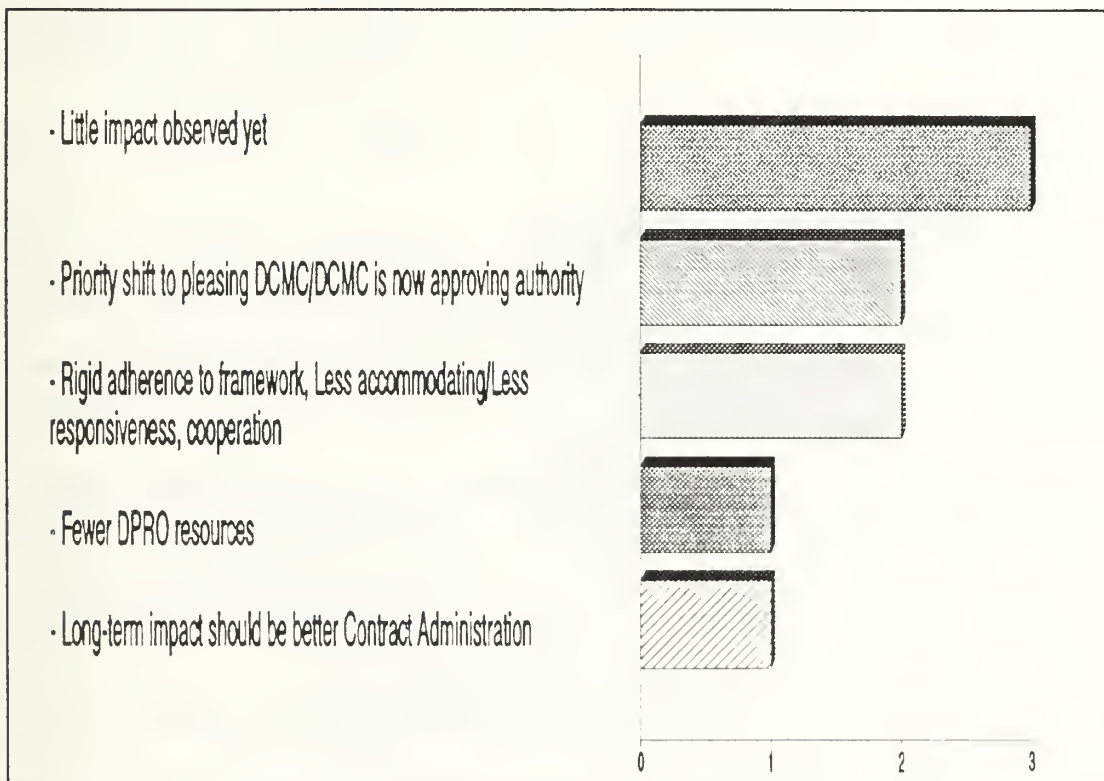 - Little impact observed yet
- Priority shift to pleasing DCMC/DCMC is now approving authority
- Rigid adherence to framework, Less accommodating/Less
responsiveness, cooperation
- Fewer DPRO resources
- Long-term impact should be better Contract Administration
0 1 2 3